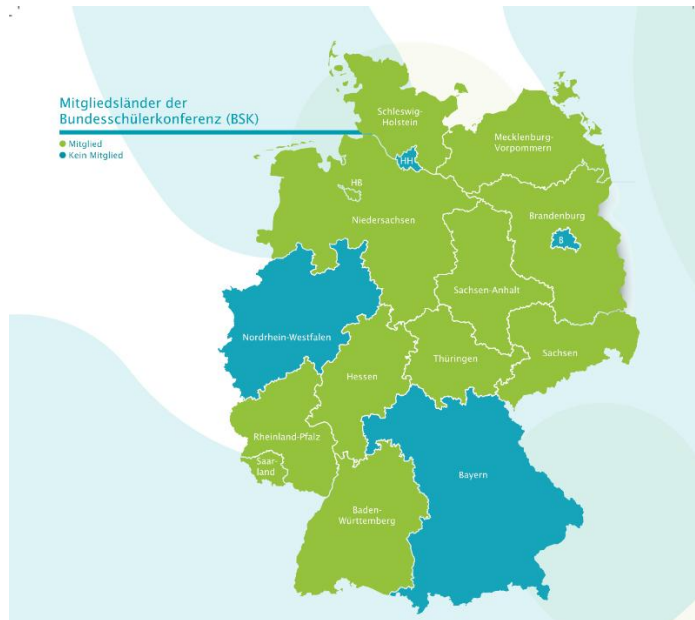 Mitgliedsländer der
Bundesschülerkonferenz (BSK)
Mitglied
Kein Mitglied
Schleswig-
Holstein
Mecklenburg-
Vorpommern
HH
HB
Niedersachsen
Brandenburg
B
Sachsen-Anhalt
Nordrhein-Westfalen
Thüringen
Sachsen
Hessen
Rheinland-Pfalz
Saar-
land
Bayern
Baden-
Württemberg